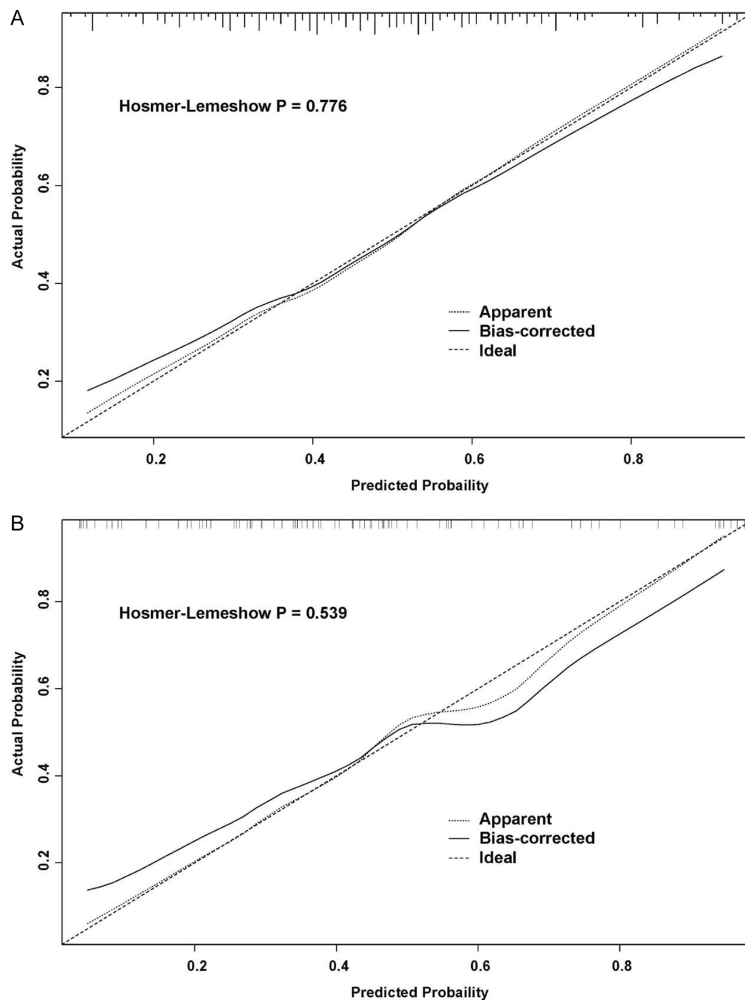 A
Hosmer-Lemeshow P = 0.776
Actual Probability
0.8
0.6
0.4
0.2
Apparent
Bias-corrected
Ideal
0.2 0.4 0.6 0.8
Predicted Probaility
B
Hosmer-Lemeshow P = 0.539
Actual Probability
0.8
0.6
0.4
0.2
Apparent
Bias-corrected
Ideal
0.2 0.4 0.6 0.8
Predicted Probaility